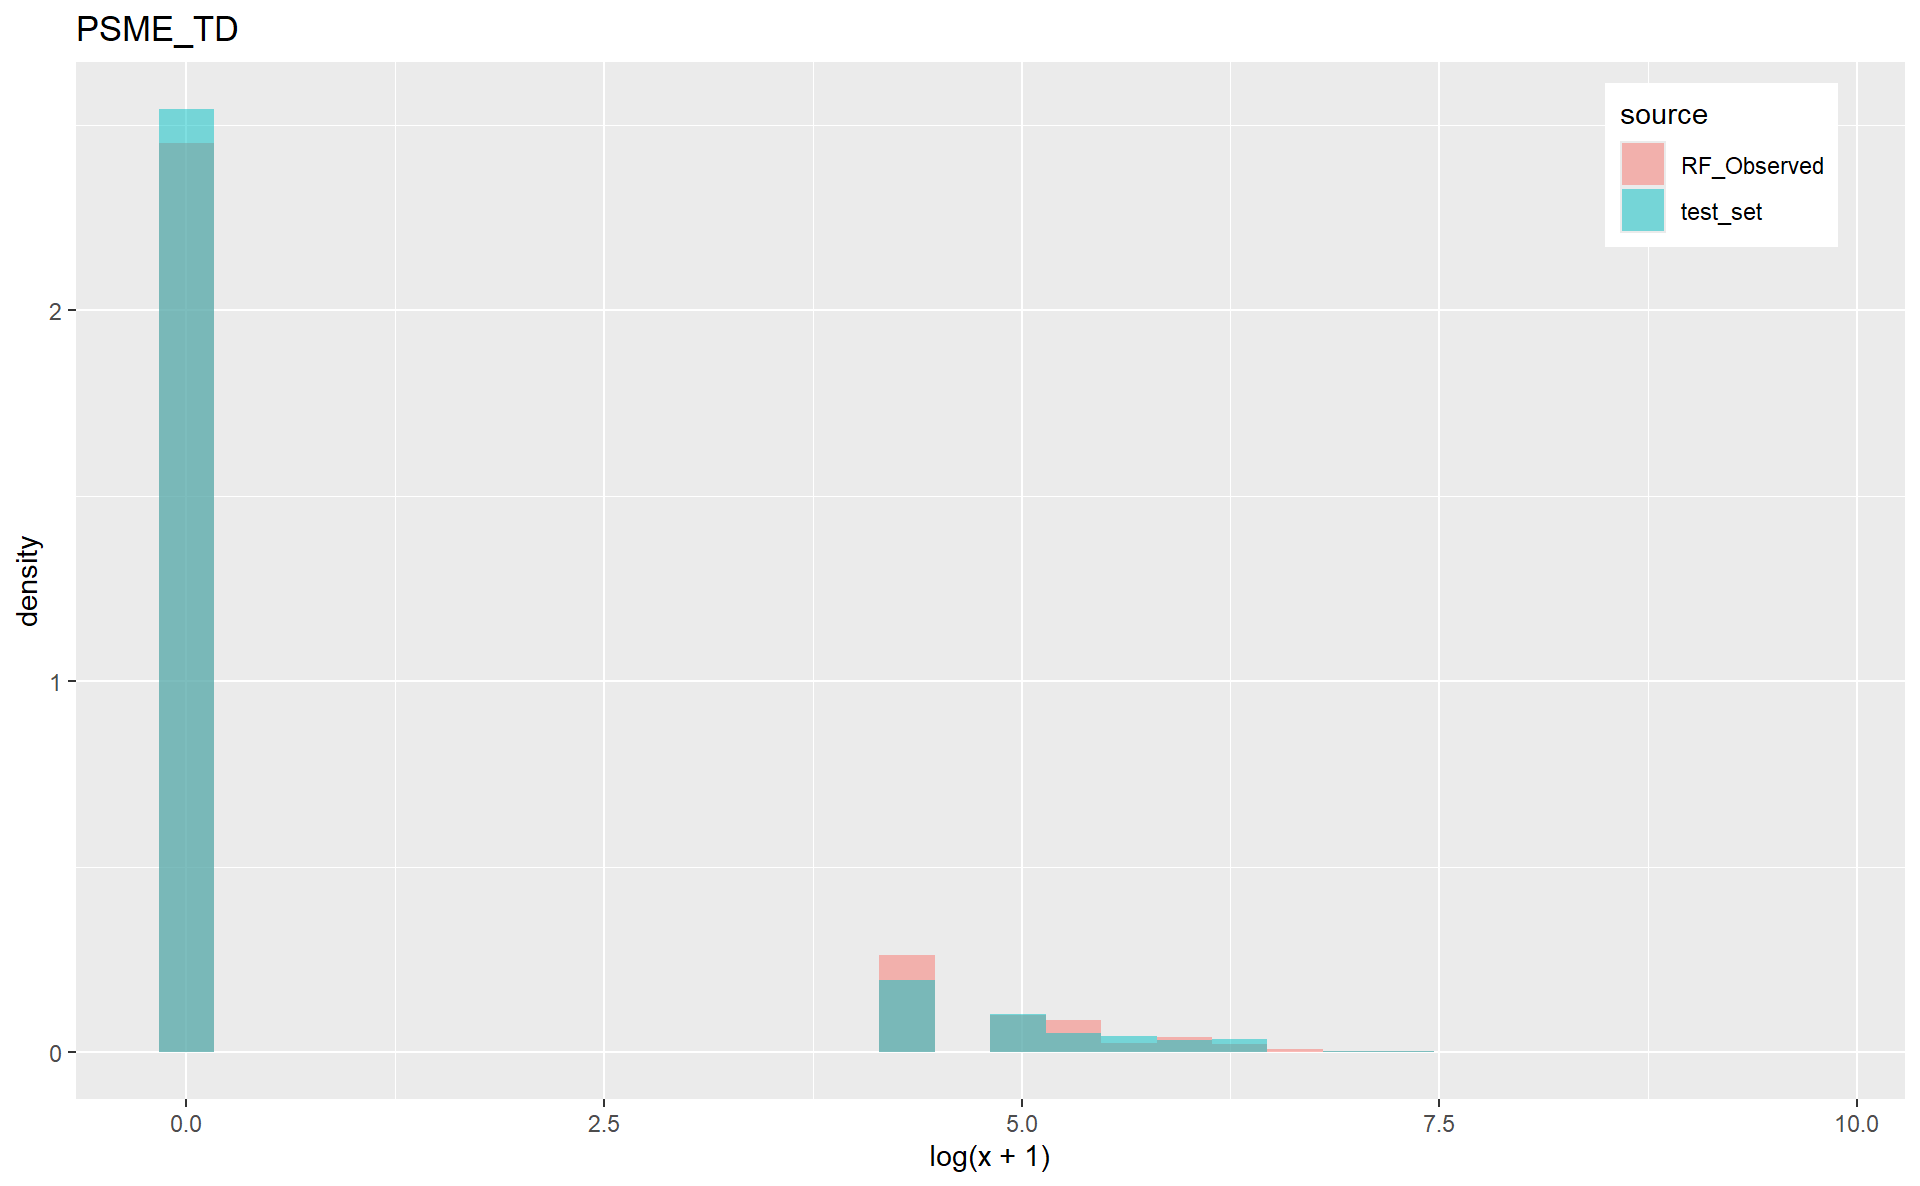 PSME_TD
source
RF_Observed
test_set
density
2
1
0
0.0 2.5 5.0 7.5 10.0
log(x + 1)